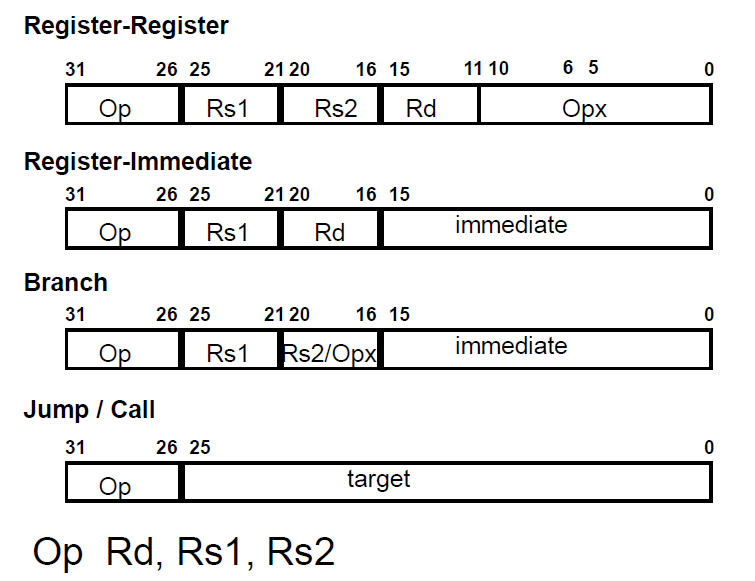 Register-Register
31 26 25 21 20 16 15 11 10 6 5 0
Op Rs1 Rs2 Rd Opx
Register-Immediate
31 26 25 21 20 16 15 0
Op Rs1 Rd immediate
Branch
31 26 25 21 20 16 15 0
Op Rs1 Rs2/Opx immediate
Jump / Call
31 26 25 0
Op target
Op Rd, Rs1, Rs2